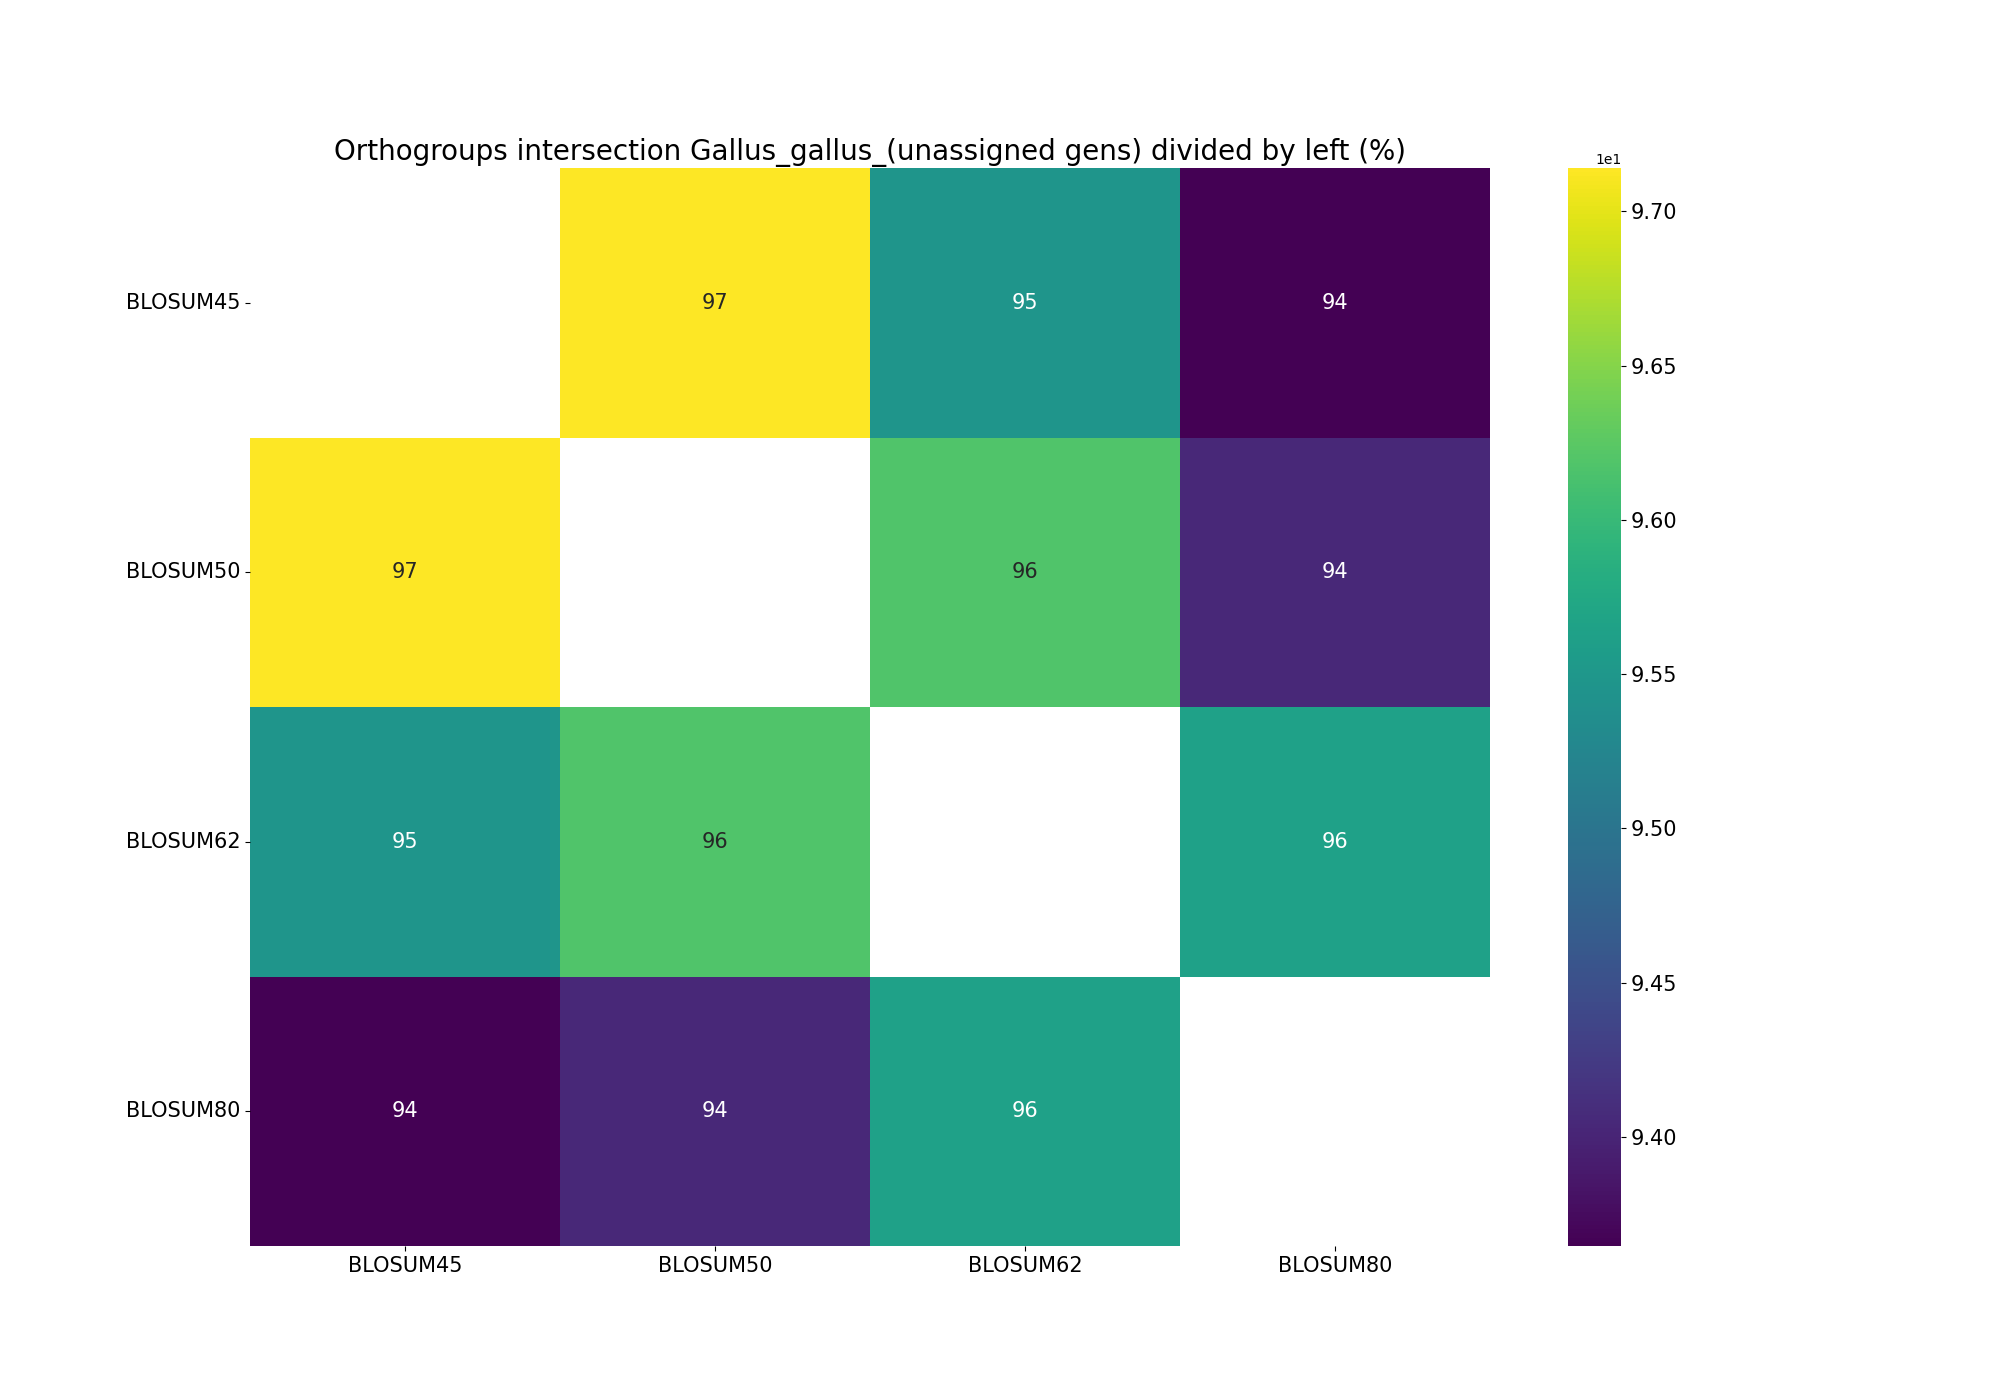 Orthogroups intersection Gallus_gallus_(unassigned gens) divided by left (%)
1e1
BLOSUM45
97
95
94
9.70
9.65
BLOSUM50
97
96
94
9.60
9.55
BLOSUM62
95
96
96
9.50
9.45
BLOSUM80
94
94
96
9.40
BLOSUM45
BLOSUM50
BLOSUM62
BLOSUM80